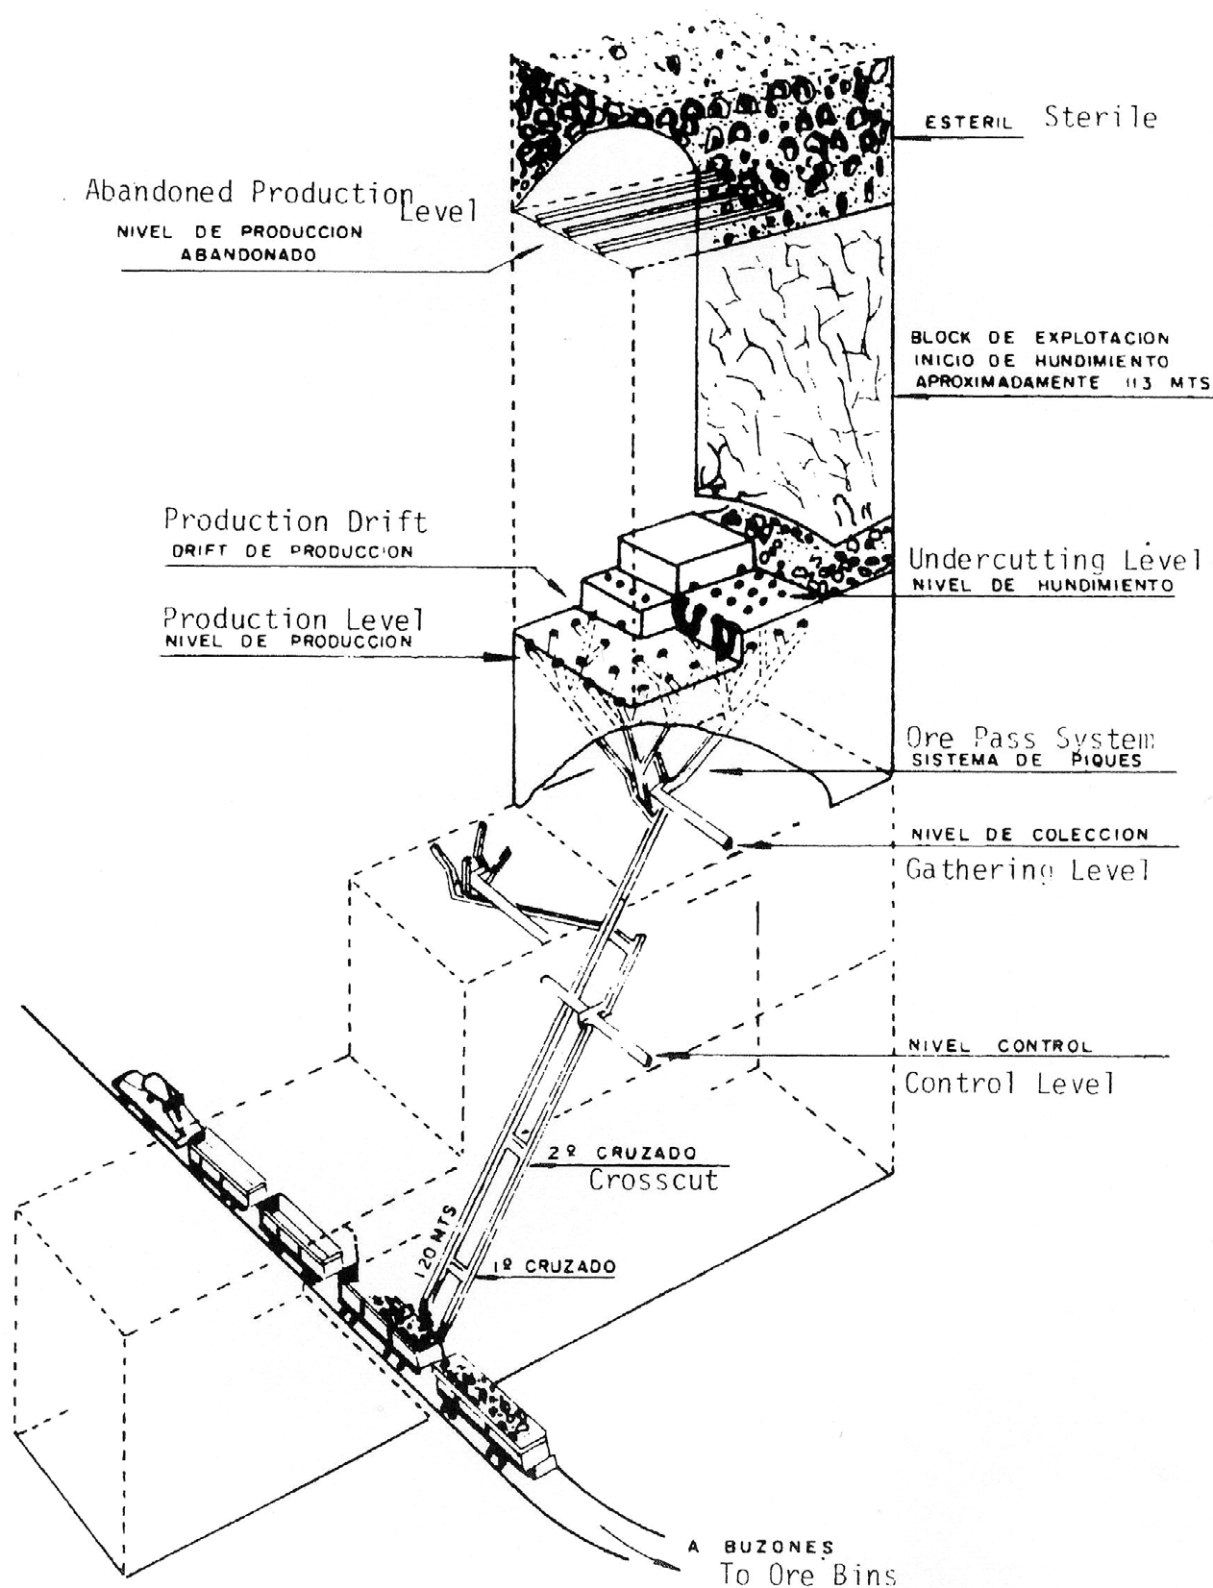 ESTERIL Sterile
Abandoned Production
Level
NIVEL DE PRODUCCION
ABANDONADO
BLOCK DE EXPLOTACION
INICIO DE HUNDIMIENTO
APROXIMADAMENTE 113 MTS
Production Drift
DRIFT DE PRODUCCION
Undercutting Level
NIVEL DE HUNDIMIENTO
Production Level
NIVEL DE PRODUCCION
Ore Pass System
SISTEMA DE PIQUES
NIVEL DE COLECCION
Gathering Level
NIVEL CONTROL
Control Level
2º CRUZADO
Crosscut
120 MTS
1º CRUZADO
A BUZONES
To Ore Bins